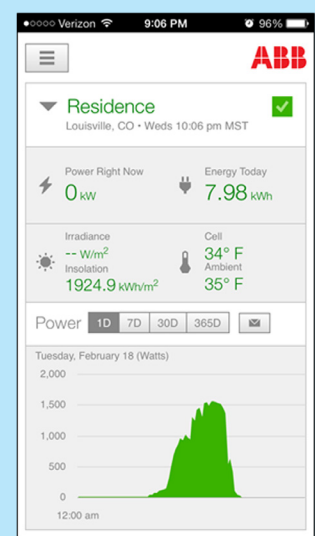 Verizon 9:06 PM 96%
ABB
Residence
Louisville, CO • Weds 10:06 pm MST
Power Right Now
0 kW
Energy Today
7.98 kWh
Irradiance
-- W/m²
Insolation
1924.9 kWh/m²
Cell
34° F
Ambient
35° F
Power 1D 7D 30D 365D
Tuesday, February 18 (Watts)
2,000
1,500
1,000
500
0
12:00 am